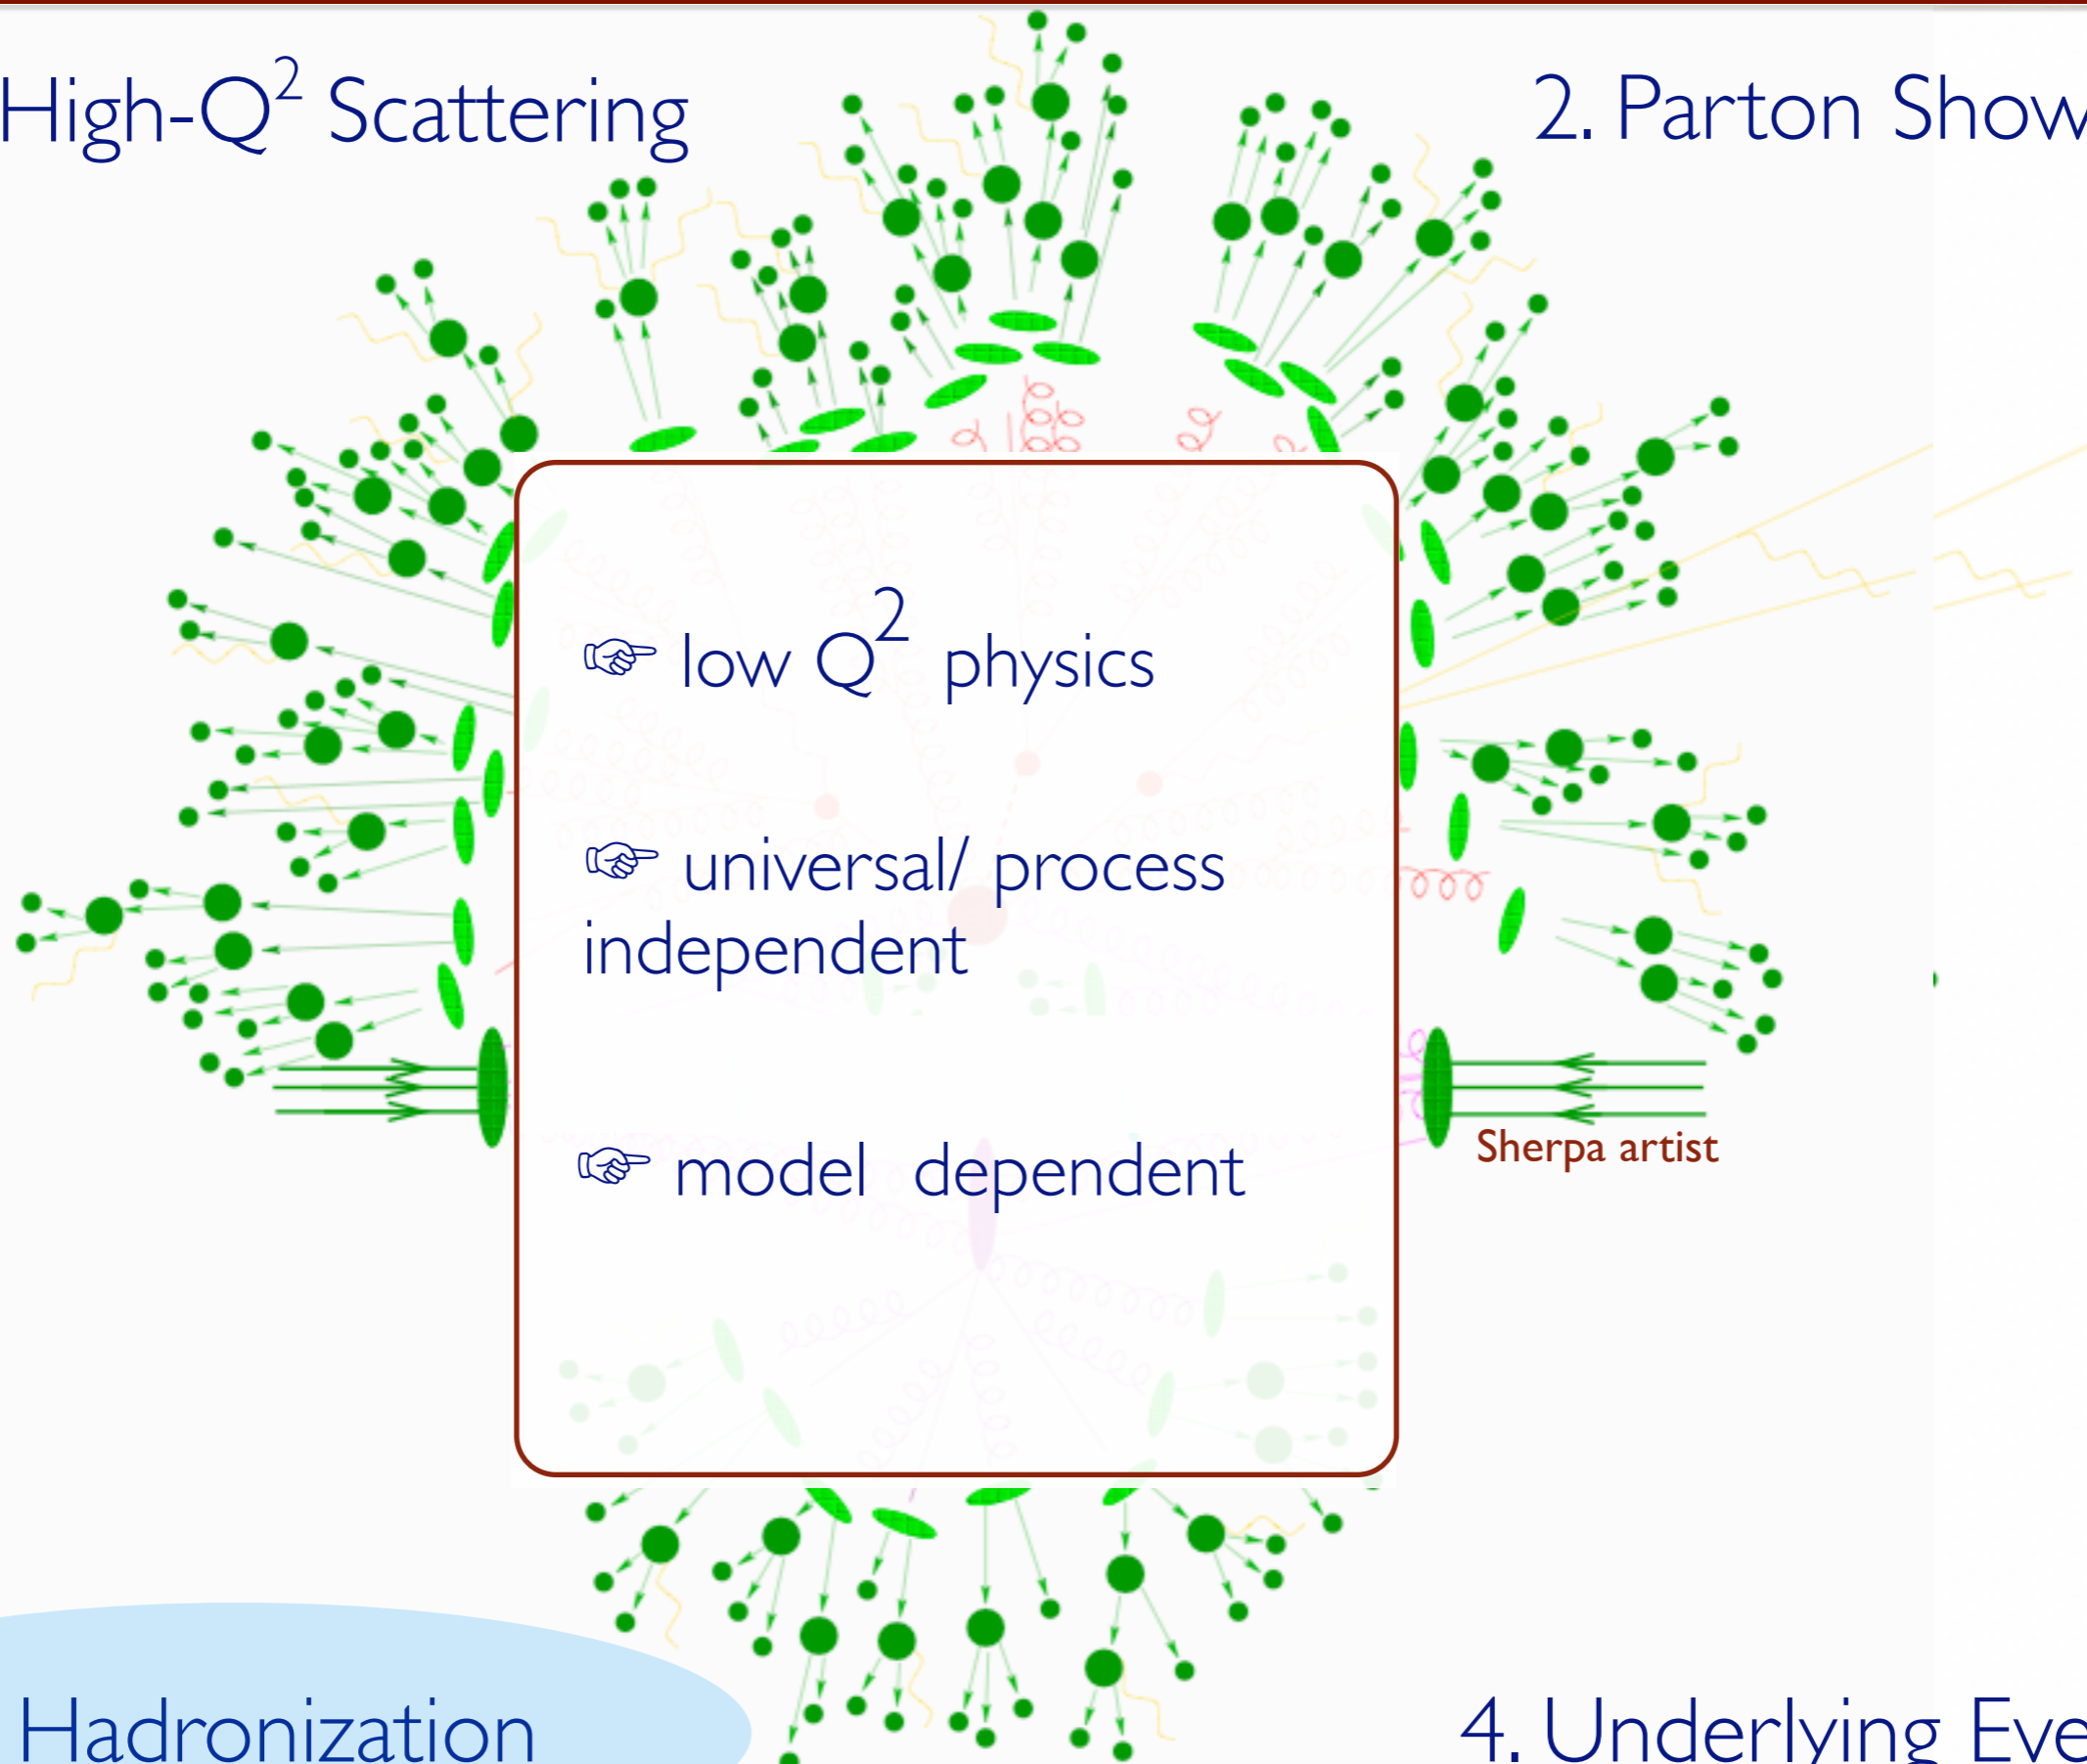 High-Q² Scattering
2. Parton Show
☞ low Q² physics
☞ universal/ process
independent
☞ model dependent
Sherpa artist
Hadronization
4. Underlying Eve